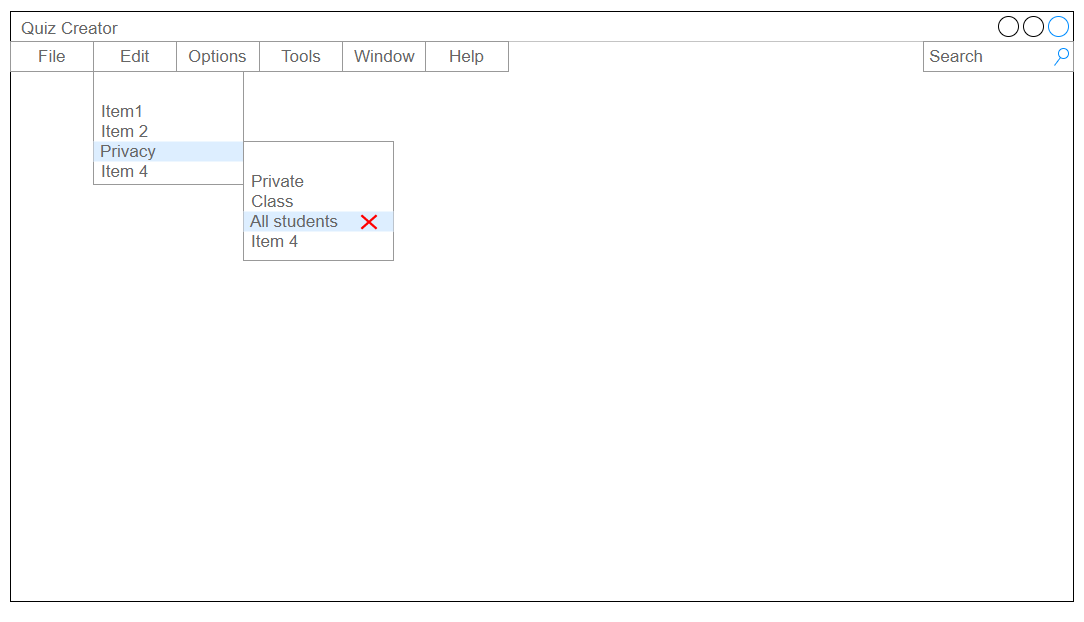 Quiz Creator
File Edit Options Tools Window Help Search
Item1
Item 2
Privacy
Item 4
Private
Class
All students
Item 4